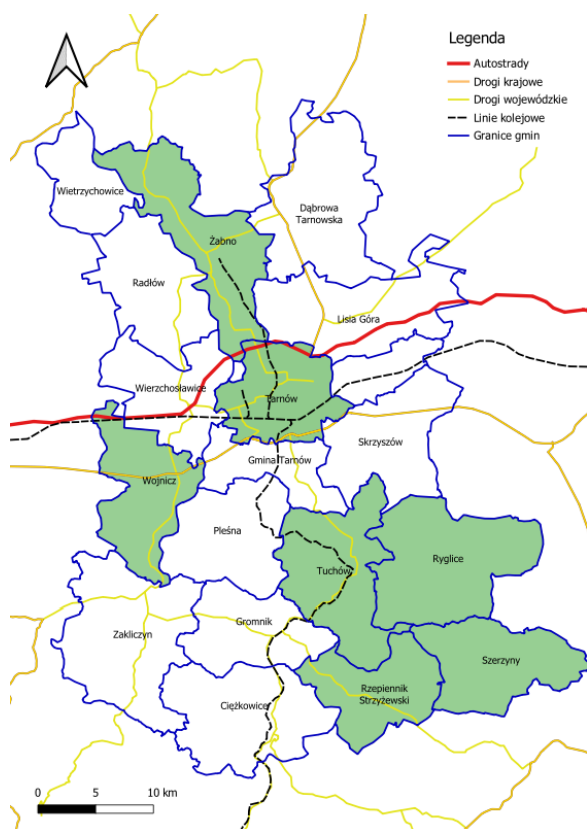 Legenda
Autostrady
Drogi krajowe
Drogi wojewódzkie
Linie kolejowe
Granice gmin
Wietrzychowice
Dąbrowa
Tarnowska
Żabno
Radłów
Lisia Góra
Wierzchosławice
Tarnów
Skrzyszów
Gmina Tarnów
Wojnicz
Pleśna
Ryglice
Tuchów
Gromnik
Zakliczyn
Szerzyny
Rzepiennik
Strzyżewski
Ciężkowice
0 5 10 km